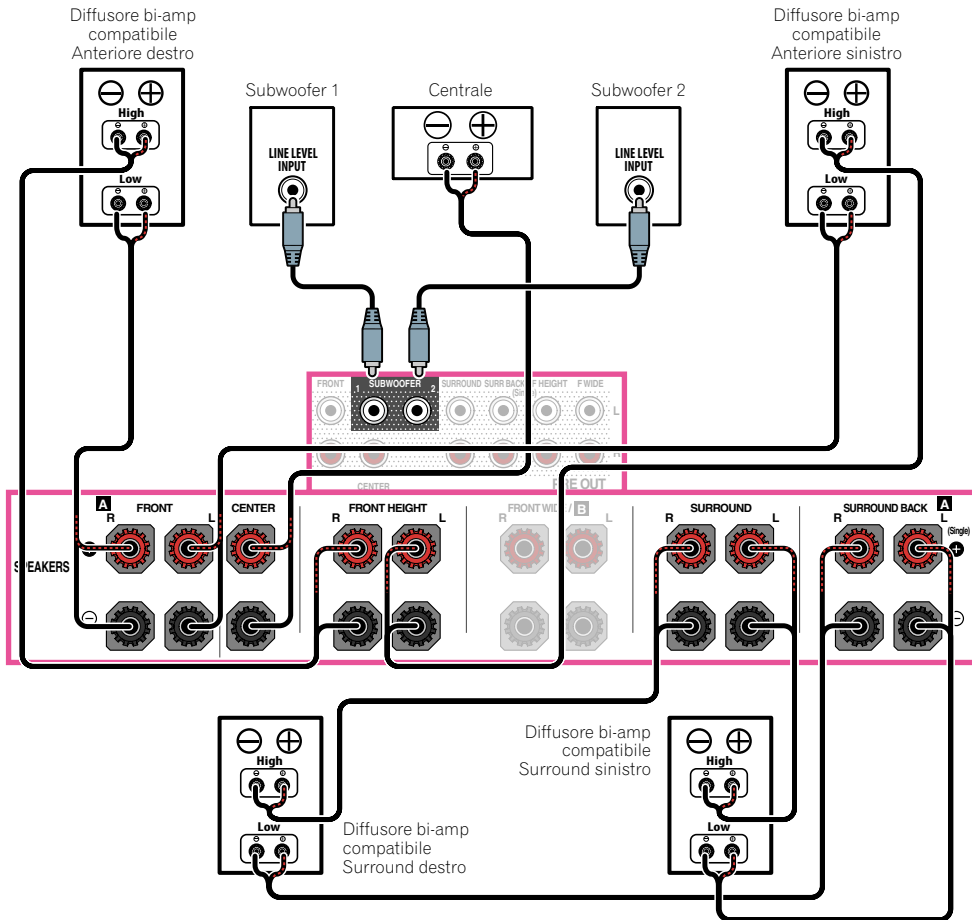 Diffusore bi-amp
compatibile
Anteriore destro
Diffusore bi-amp
compatibile
Anteriore sinistro
Subwoofer 1
Centrale
Subwoofer 2
High
Low
LINE LEVEL
INPUT
LINE LEVEL
INPUT
High
Low
FRONT
1 SUBWOOFER 2
SURROUND
SURR BACK
(Single)
F HEIGHT
F WIDE
L
R
CENTER
PRE OUT
A
R FRONT L
CENTER
FRONT HEIGHT
R L
FRONT WIDE / B
R L
SURROUND
R L
SURROUND BACK A
R L
(Single)
SPEAKERS
High
Low
Diffusore bi-amp
compatibile
Surround destro
Diffusore bi-amp
compatibile
Surround sinistro
High
Low